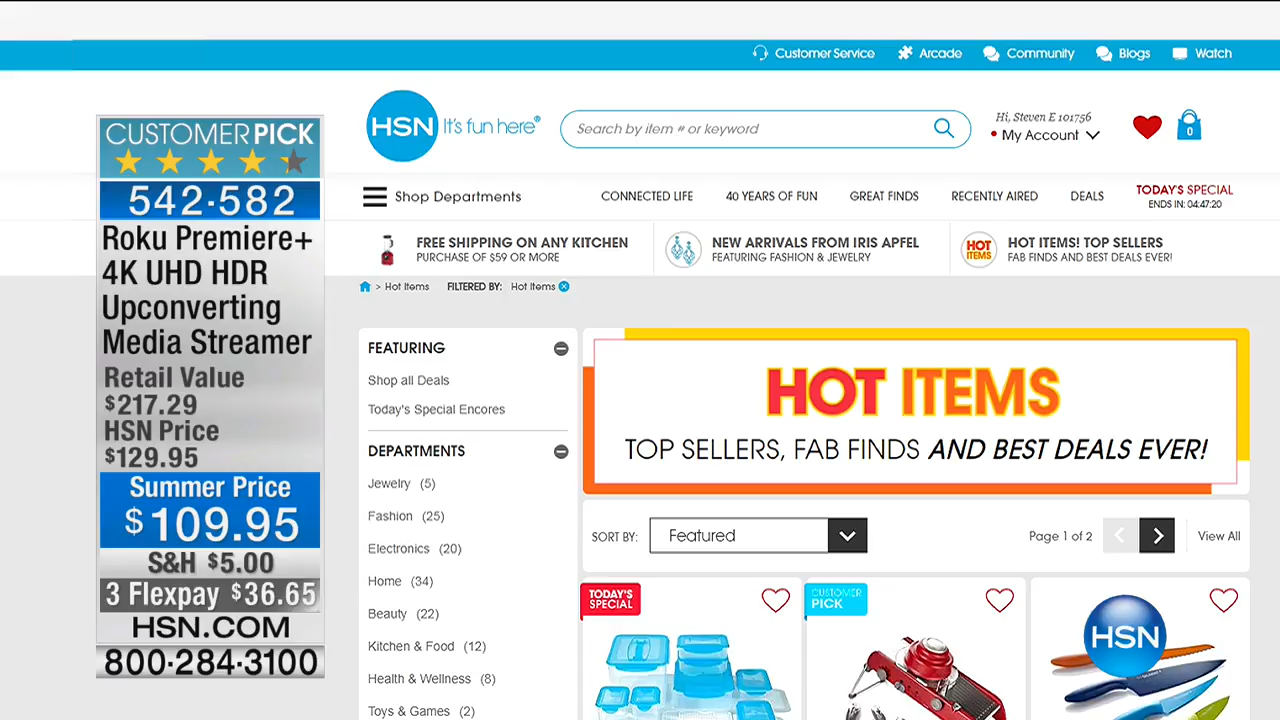 Customer Service
Arcade
Community
Blogs
Watch
CUSTOMER PICK
542-582
Roku Premiere+
4K UHD HDR
Upconverting
Media Streamer
Retail Value
$217.29
HSN Price
$129.95
Summer Price
$109.95
S&H $5.00
3 Flexpay $36.65
HSN.COM
800-284-3100
HSN It's fun here®
Search by item # or keyword
Hi, Steven E 101756
My Account
0
Shop Departments
CONNECTED LIFE
40 YEARS OF FUN
GREAT FINDS
RECENTLY AIRED
DEALS
TODAY'S SPECIAL
ENDS IN: 04:47:20
FREE SHIPPING ON ANY KITCHEN
PURCHASE OF $59 OR MORE
NEW ARRIVALS FROM IRIS APFEL
FEATURING FASHION & JEWELRY
HOT
ITEMS
HOT ITEMS! TOP SELLERS
FAB FINDS AND BEST DEALS EVER!
> Hot Items FILTERED BY: Hot Items
FEATURING
Shop all Deals
Today's Special Encores
DEPARTMENTS
Jewelry (5)
Fashion (25)
Electronics (20)
Home (34)
Beauty (22)
Kitchen & Food (12)
Health & Wellness (8)
Toys & Games (2)
HOT ITEMS
TOP SELLERS, FAB FINDS AND BEST DEALS EVER!
SORT BY: Featured
Page 1 of 2
View All
TODAY'S
SPECIAL
CUSTOMER
PICK
HSN